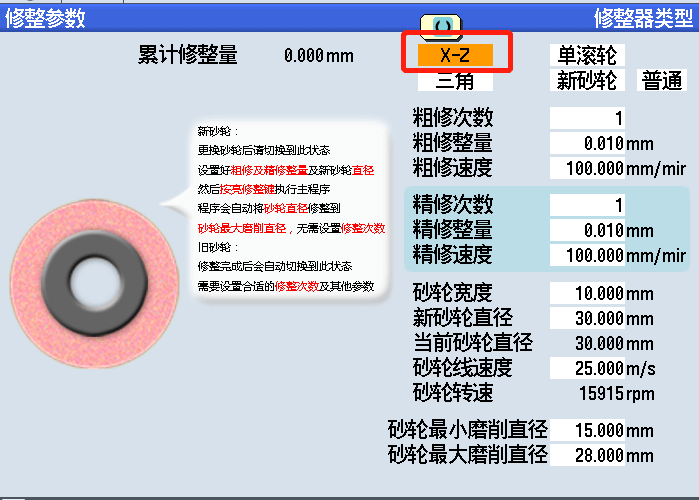 修整参数 修整器类型
累计修整量 0.000mm X-Z 单滚轮
三角 新砂轮 普通
粗修次数 1
粗修整量 0.010mm
粗修速度 100.000mm/mir
精修次数 1
精修整量 0.010mm
精修速度 100.000mm/mir
砂轮宽度 10.000mm
新砂轮直径 30.000mm
当前砂轮直径 30.000mm
砂轮线速度 25.000m/s
砂轮转速 15915rpm
砂轮最小磨削直径 15.000mm
砂轮最大磨削直径 28.000mm
新砂轮：
更换砂轮后请切换到此状态
设置好粗修及精修整量及新砂轮直径
然后按亮修整键执行主程序
程序会自动将砂轮直径修整到
砂轮最大磨削直径，无需设置修整次数
旧砂轮：
修整完成后会自动切换到此状态
需要设置合适的修整次数及其他参数